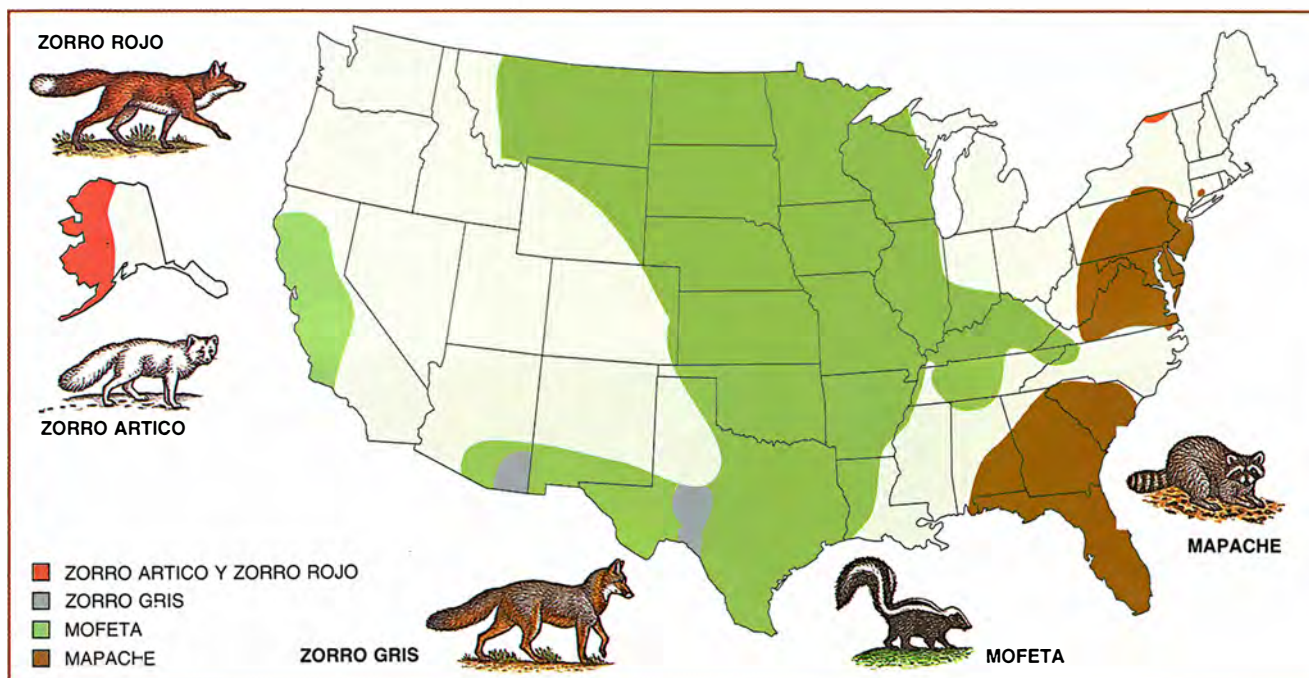 ZORRO ROJO
ZORRO ARTICO
ZORRO ARTICO Y ZORRO ROJO
ZORRO GRIS
MOFETA
MAPACHE
ZORRO GRIS
MOFETA
MAPACHE